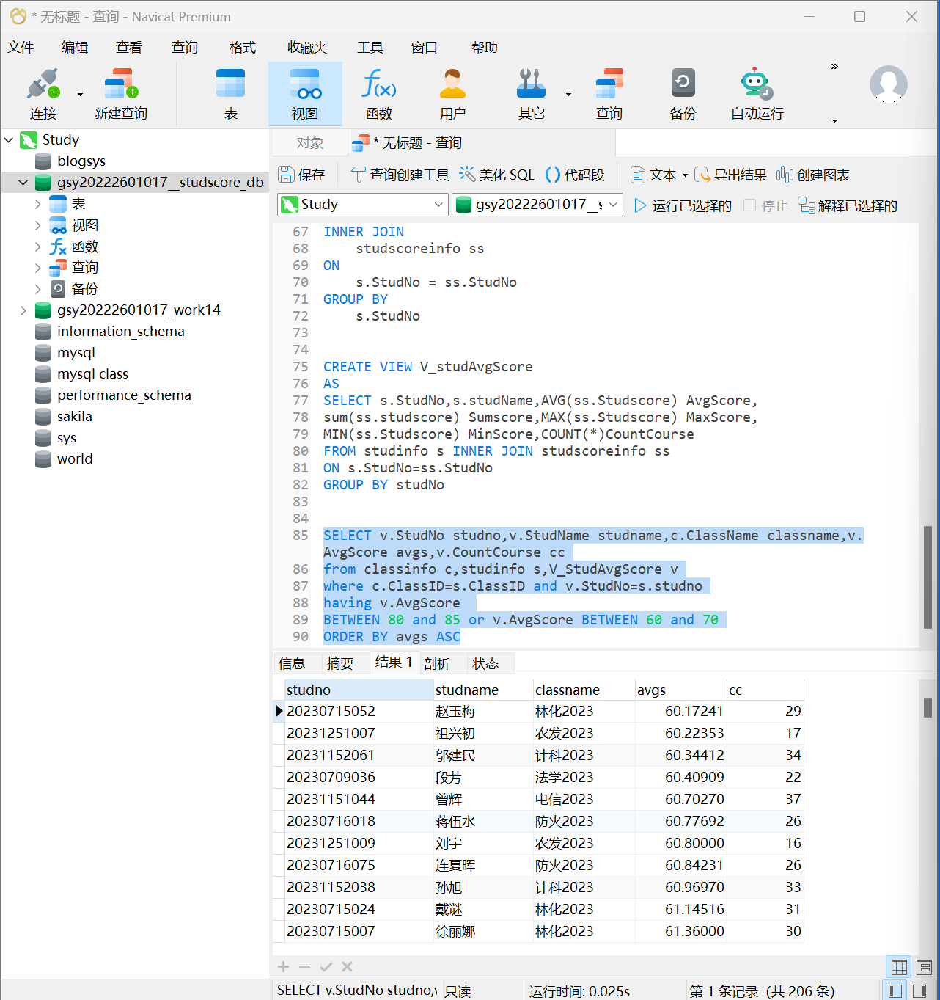 * 无标题 - 查询 - Navicat Premium
文件 编辑 查看 查询 格式 收藏夹 工具 窗口 帮助
连接 新建查询 表 视图 函数 用户 其它 查询 备份 自动运行
Study
blogsys
gsy20222601017__studscore_db
表
视图
函数
查询
备份
gsy20222601017_work14
information_schema
mysql
mysql class
performance_schema
sakila
sys
world
对象 * 无标题 - 查询
保存 查询创建工具 美化 SQL 代码段 文本 导出结果 创建图表
Study gsy20222601017__s 运行已选择的 停止 解释已选择的
67 INNER JOIN
68 studscoreinfo ss
69 ON
70 s.StudNo = ss.StudNo
71 GROUP BY
72 s.StudNo
73
74
75 CREATE VIEW V_studAvgScore
76 AS
77 SELECT s.StudNo,s.studName,AVG(ss.Studscore) AvgScore,
78 sum(ss.studscore) Sumscore,MAX(ss.Studscore) MaxScore,
79 MIN(ss.Studscore) MinScore,COUNT(*)CountCourse
80 FROM studinfo s INNER JOIN studscoreinfo ss
81 ON s.StudNo=ss.StudNo
82 GROUP BY studNo
83
84
85 SELECT v.StudNo studno,v.StudName studname,c.ClassName classname,v.
AvgScore avgs,v.CountCourse cc
86 from classinfo c,studinfo s,V_StudAvgScore v
87 where c.ClassID=s.ClassID and v.StudNo=s.studno
88 having v.AvgScore
89 BETWEEN 80 and 85 or v.AvgScore BETWEEN 60 and 70
90 ORDER BY avgs ASC
信息 摘要 结果 1 剖析 状态
studno studname classname avgs cc
20230715052 赵玉梅 林化2023 60.17241 29
20231251007 祖兴初 农发2023 60.22353 17
20231152061 邬建民 计科2023 60.34412 34
20230709036 段芳 法学2023 60.40909 22
20231151044 曾辉 电信2023 60.70270 37
20230716018 蒋伍水 防火2023 60.77692 26
20231251009 刘宇 农发2023 60.80000 16
20230716075 连夏晖 防火2023 60.84231 26
20231152038 孙旭 计科2023 60.96970 33
20230715024 戴谜 林化2023 61.14516 31
20230715007 徐丽娜 林化2023 61.36000 30
SELECT v.StudNo studno,v 只读 运行时间: 0.025s 第 1 条记录 (共 206 条)